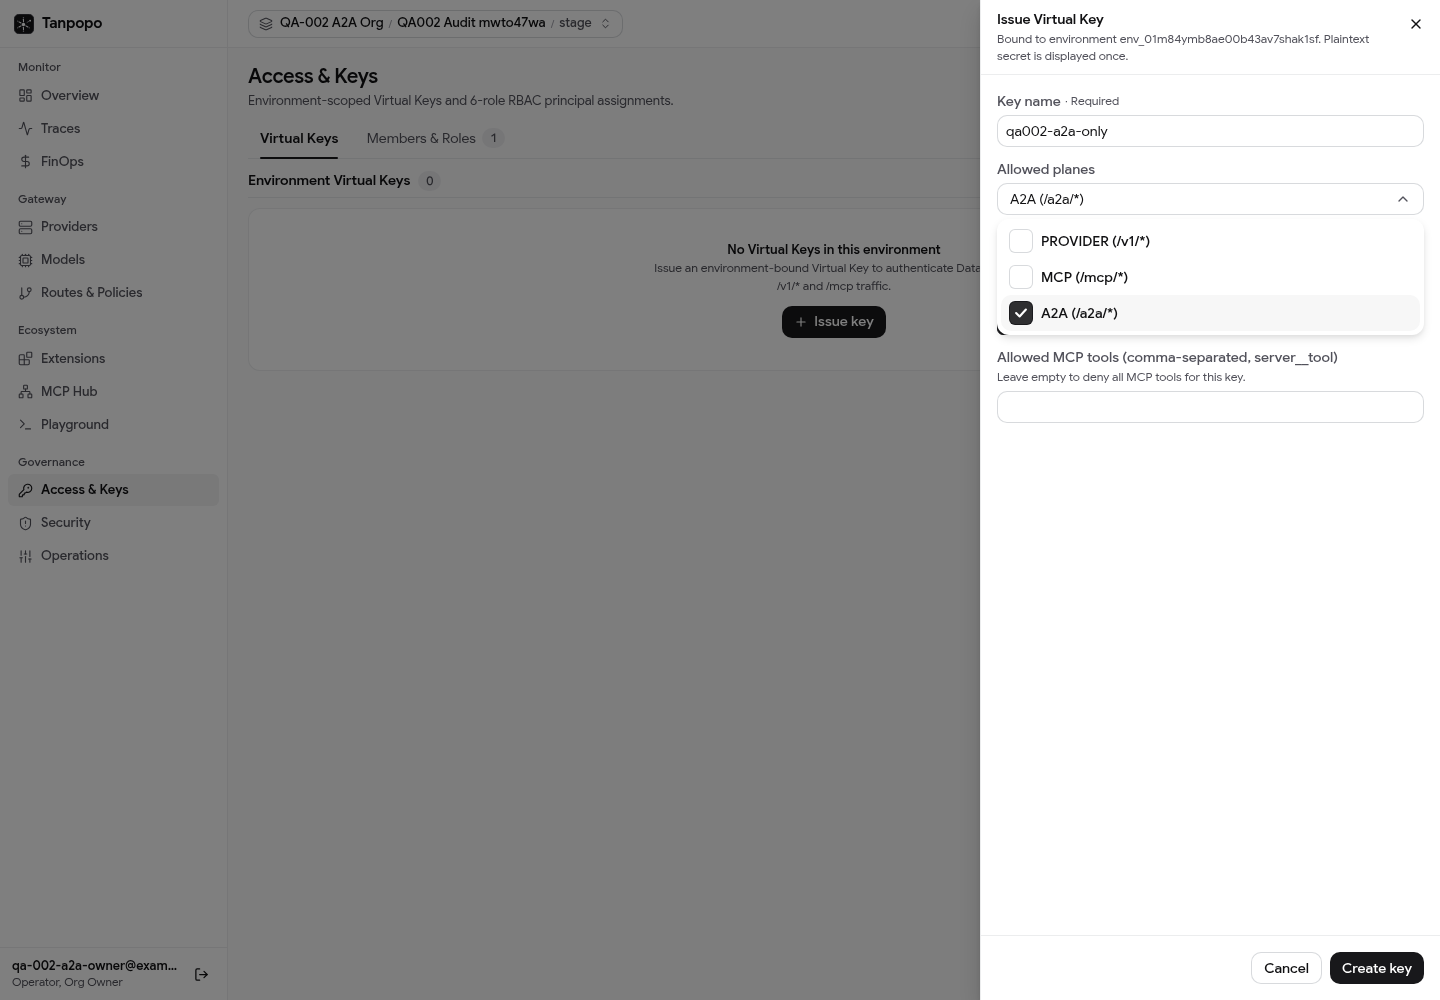 Tanpopo
Monitor
Overview
Traces
FinOps
Gateway
Providers
Models
Routes & Policies
Ecosystem
Extensions
MCP Hub
Playground
Governance
Access & Keys
Security
Operations
qa-002-a2a-owner@exam...
Operator, Org Owner
QA-002 A2A Org / QA002 Audit mwto47wa / stage
Access & Keys
Environment-scoped Virtual Keys and 6-role RBAC principal assignments.
Virtual Keys
Members & Roles 1
Environment Virtual Keys 0
No Virtual Keys in this environment
Issue an environment-bound Virtual Key to authenticate Data
/v1/* and /mcp traffic.
Issue key
Issue Virtual Key
Bound to environment env_01m84ymb8ae00b43av7shak1sf. Plaintext
secret is displayed once.
Key name · Required
qa002-a2a-only
Allowed planes
A2A (/a2a/*)
PROVIDER (/v1/*)
MCP (/mcp/*)
A2A (/a2a/*)
Allowed MCP tools (comma-separated, server__tool)
Leave empty to deny all MCP tools for this key.
Cancel
Create key